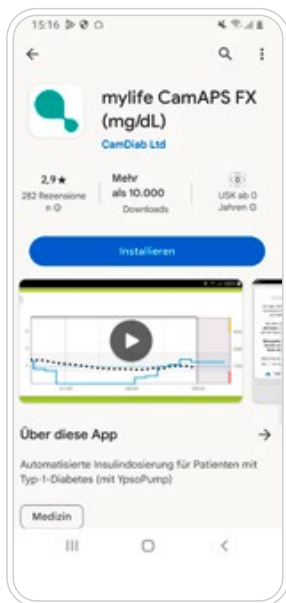 15:16
mylife CamAPS FX
(mg/dL)
CamDiab Ltd
2,9★
282 Rezensione
n
Mehr
als 10.000
Downloads
USK ab 0
Jahren
Installieren
Über diese App
Automatisierte Insulindosierung für Patienten mit
Typ-1-Diabetes (mit YpsoPump)
Medizin